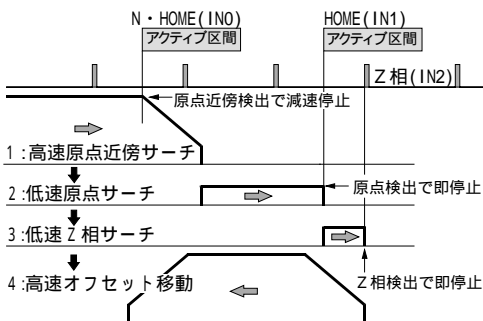 N・HOME(IN0)
HOME(IN1)
アクティブ区間
アクティブ区間
Z相(IN2)
原点近傍検出で減速停止
1:高速原点近傍サーチ
2:低速原点サーチ
原点検出で即停止
3:低速Z相サーチ
4:高速オフセット移動
Z相検出で即停止